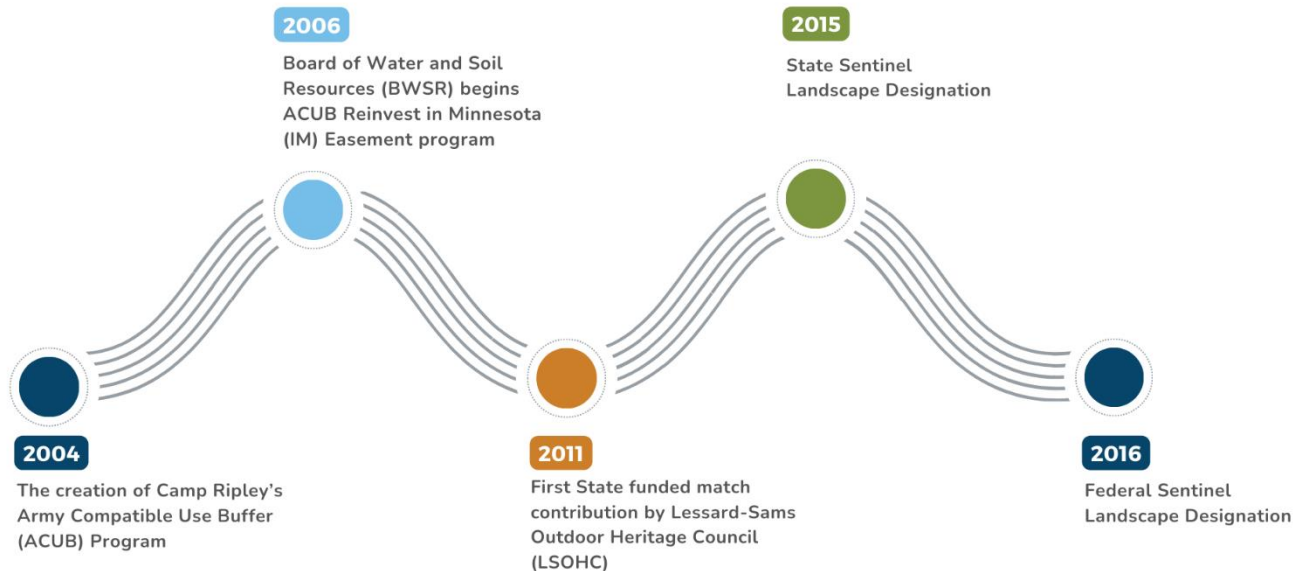 2006
Board of Water and Soil
Resources (BWSR) begins
ACUB Reinvest in Minnesota
(IM) Easement program
2015
State Sentinel
Landscape Designation
2004
The creation of Camp Ripley's
Army Compatible Use Buffer
(ACUB) Program
2011
First State funded match
contribution by Lessard-Sams
Outdoor Heritage Council
(LSOHC)
2016
Federal Sentinel
Landscape Designation